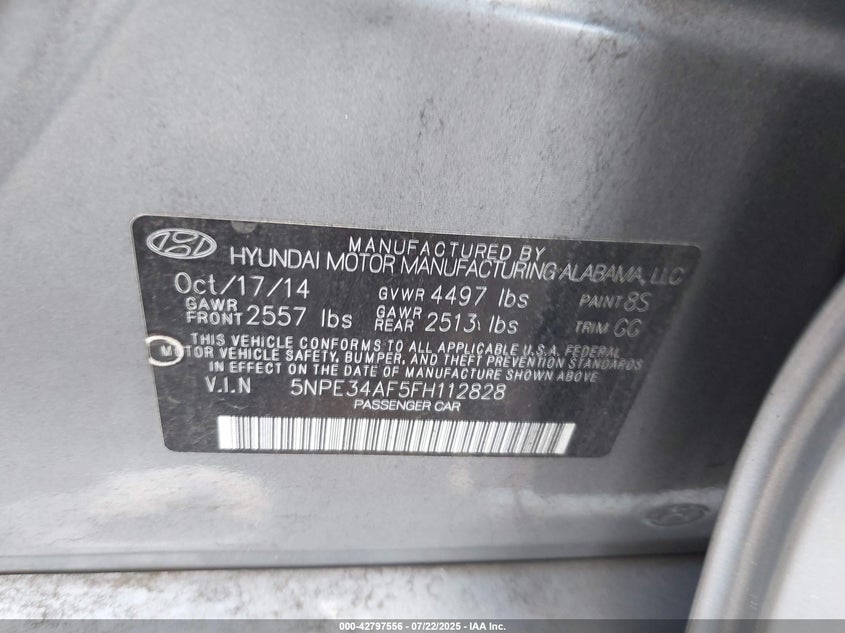 MANUFACTURED BY
HYUNDAI MOTOR MANUFACTURING ALABAMA, LLC
Oct/17/14 GVWR 4497 lbs PAINT 8S
GAWR FRONT 2557 lbs GAWR REAR 2513 lbs TRIM GG
THIS VEHICLE CONFORMS TO ALL APPLICABLE U.S.A. FEDERAL
MOTOR VEHICLE SAFETY, BUMPER, AND THEFT PREVENTION STANDARDS
IN EFFECT ON THE DATE OF MANUFACTURE SHOWN ABOVE.
V.I.N 5NPE34AF5FH112828
PASSENGER CAR
000-42797556 - 07/22/2025 - IAA Inc.